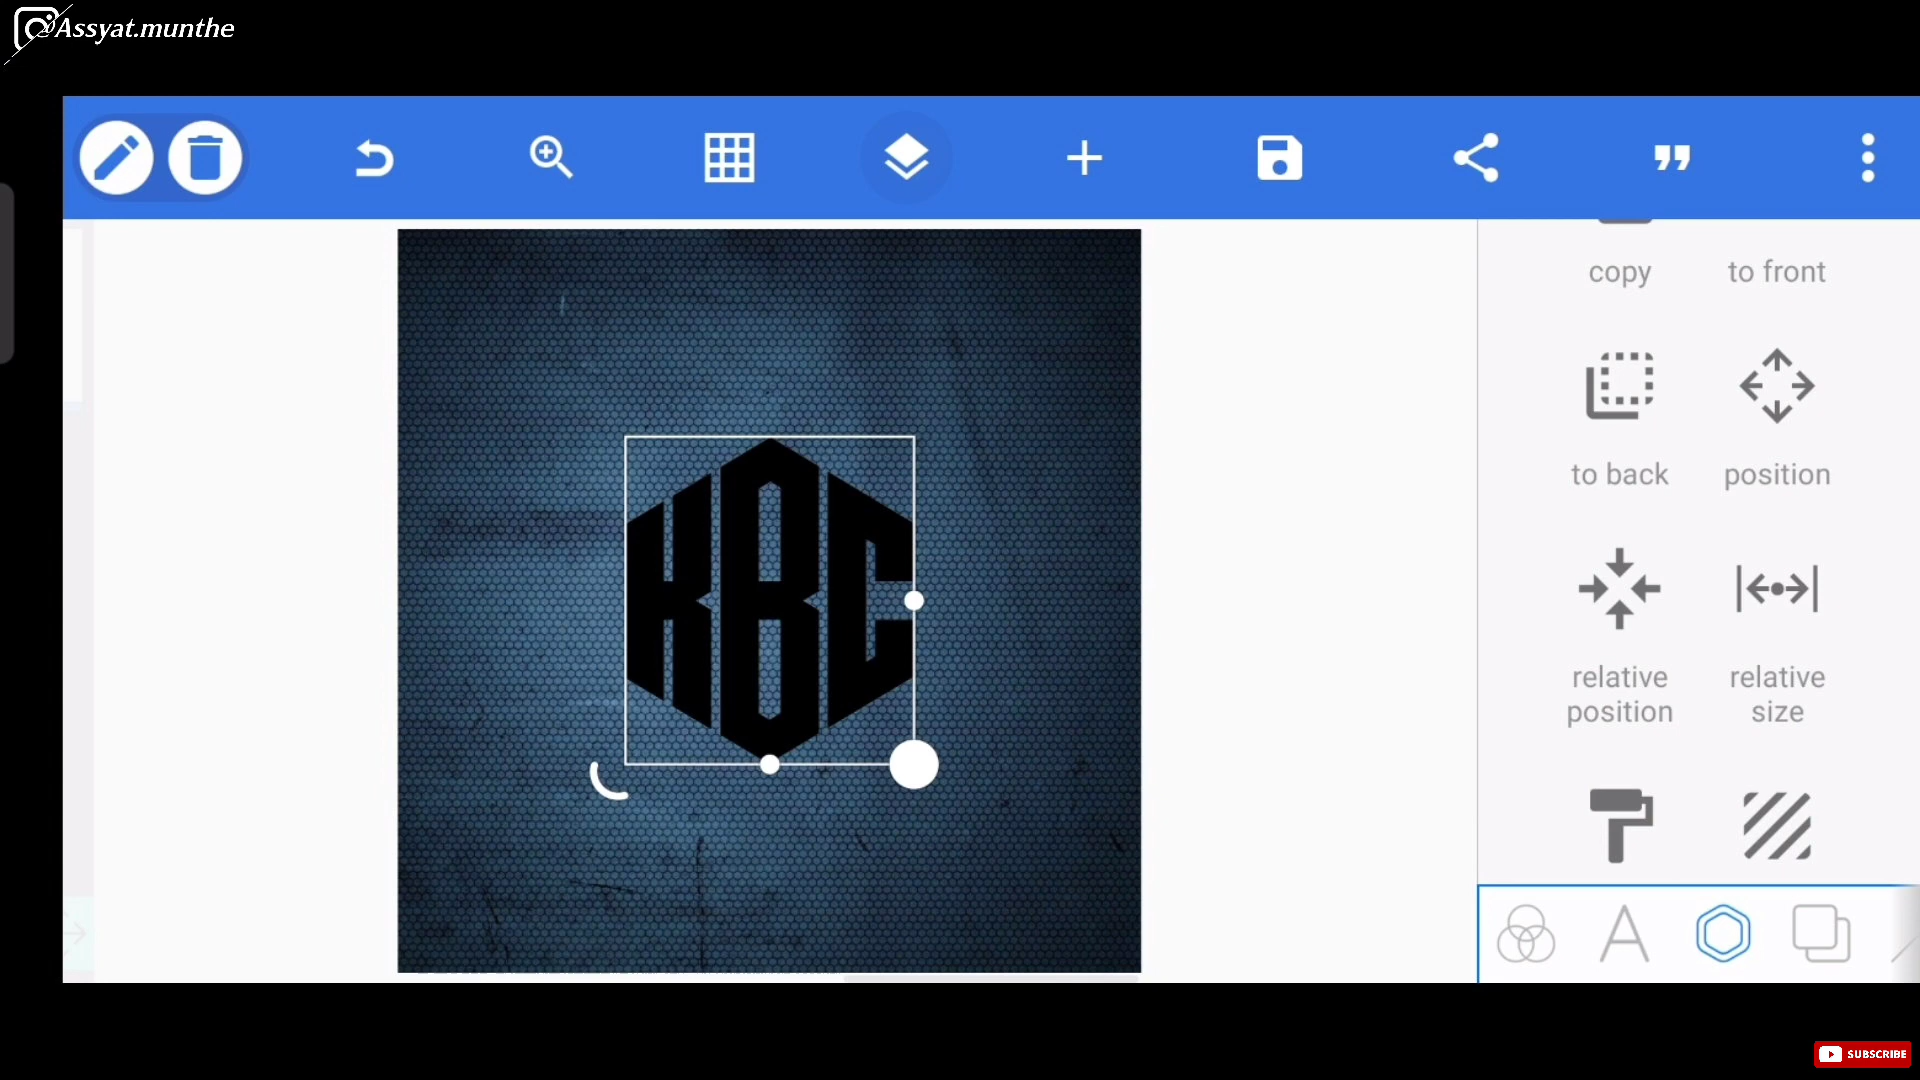 @Assyat.munthe
copy
to front
KBC
to back
position
relative position
relative size
SUBSCRIBE